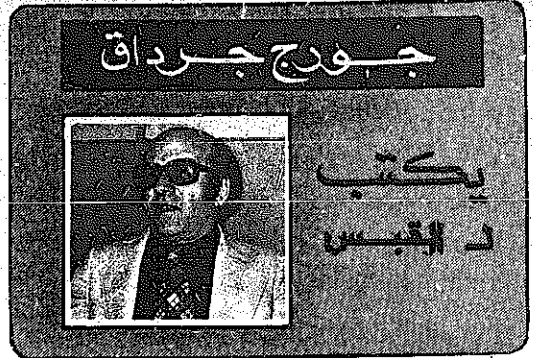 جورج جرداق
يكتب
لـ القبس